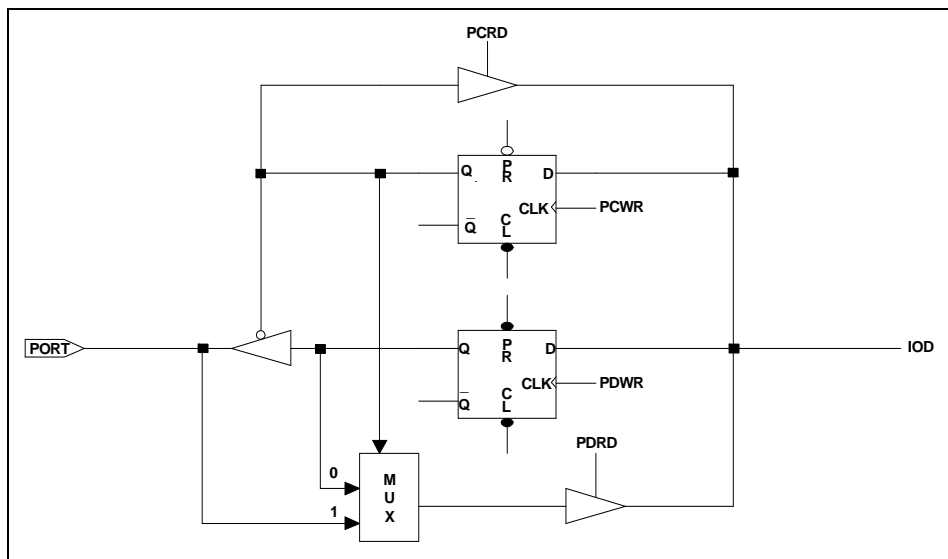 PCRD
Q
PR
D
CLK
PCWR
Q̅
CL
PORT
Q
PR
D
IOD
CLK
PDWR
Q̅
CL
PDRD
0
MUX
1